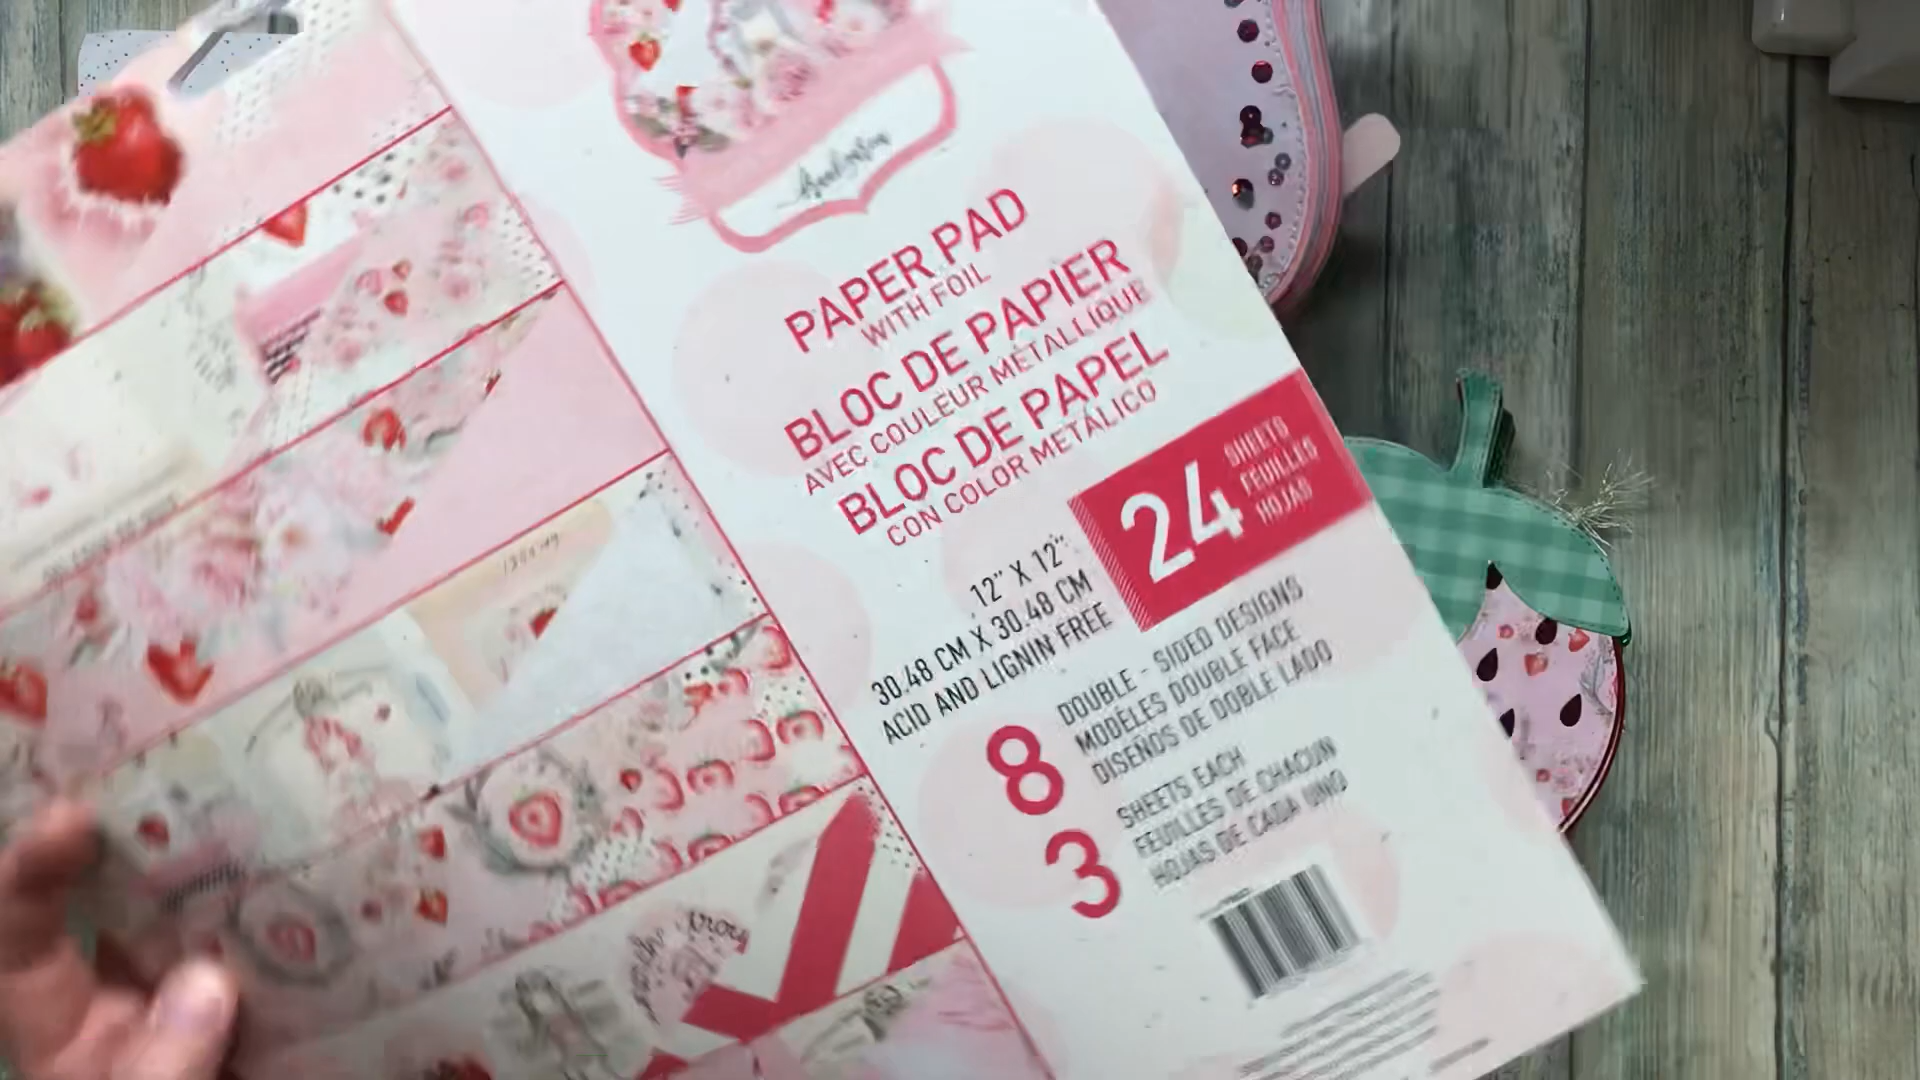 PAPER PAD
WITH FOIL
BLOC DE PAPIER
AVEC COULEUR MÉTALLIQUE
BLOC DE PAPEL
CON COLOR METÁLICO
24
SHEETS
FEUILLES
HOJAS
12" X 12"
30.48 CM X 30.48 CM
ACID AND LIGNIN FREE
8
DOUBLE - SIDED DESIGNS
MODÈLES DOUBLE FACE
DISEÑOS DE DOBLE LADO
3
SHEETS EACH
FEUILLES DE CHACUN
HOJAS DE CADA UNO